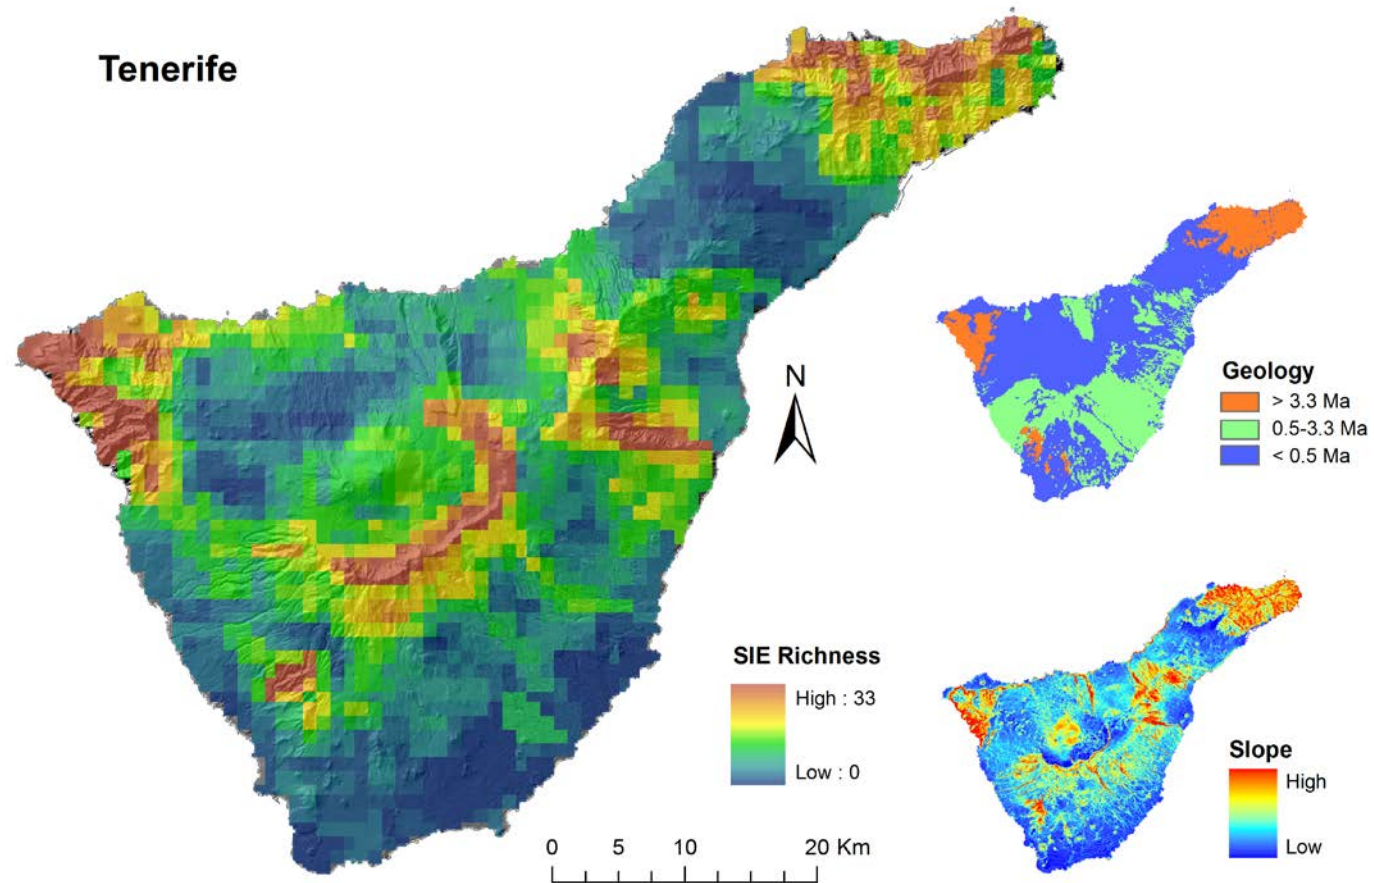 Tenerife
N
SIE Richness
High : 33
Low : 0
0 5 10 20 Km
Geology
> 3.3 Ma
0.5-3.3 Ma
< 0.5 Ma
Slope
High
Low